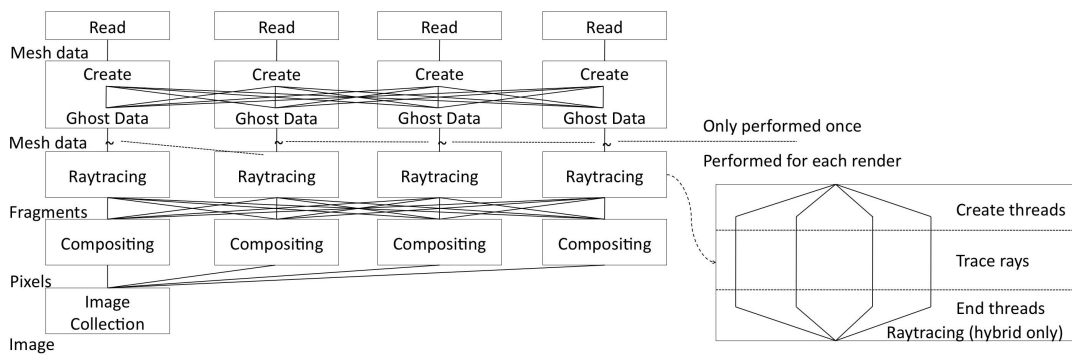 Read Read Read Read
Mesh data
Create Create Create Create
Ghost Data Ghost Data Ghost Data Ghost Data
Only performed once
Mesh data ~ ~ ~ ~
Performed for each render
Raytracing Raytracing Raytracing Raytracing
Fragments
Create threads
Compositing Compositing Compositing Compositing
Trace rays
Pixels
Image
Collection
End threads
Raytracing (hybrid only)
Image